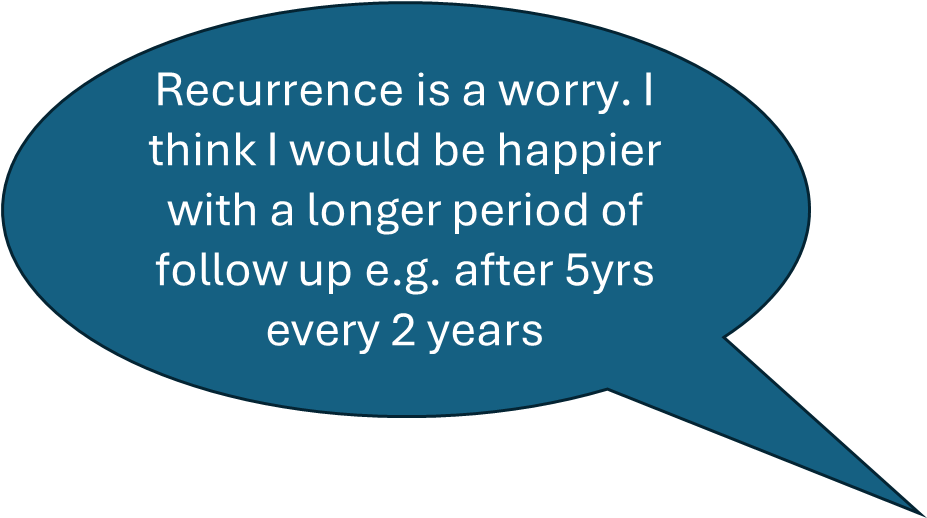 Recurrence is a worry. I
think I would be happier
with a longer period of
follow up e.g. after 5yrs
every 2 years